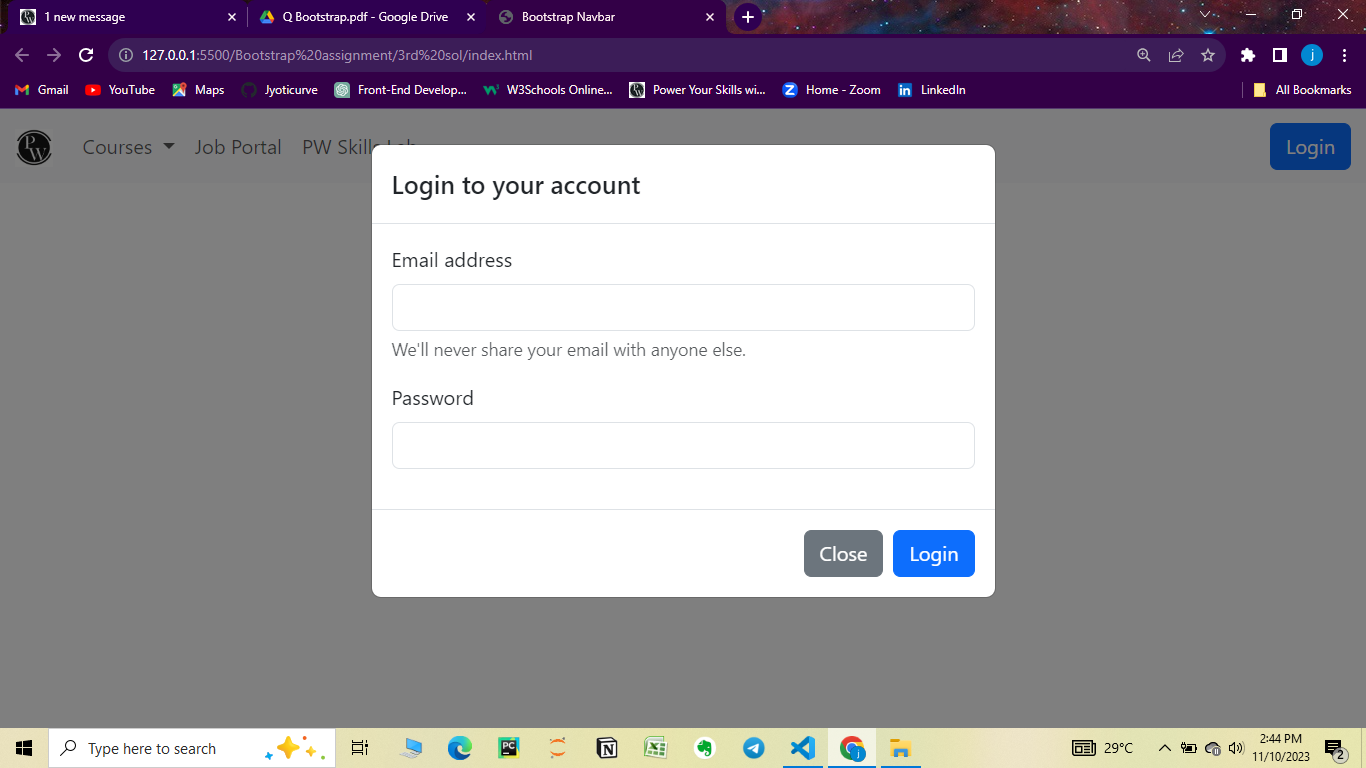 1 new message
Q Bootstrap.pdf - Google Drive
Bootstrap Navbar
127.0.0.1:5500/Bootstrap%20assignment/3rd%20sol/index.html
j
Gmail YouTube Maps Jyoticurve Front-End Develop... W3Schools Online... Power Your Skills wi... Home - Zoom LinkedIn All Bookmarks
PW Courses Job Portal PW Skills Lab Login
Login to your account
Email address
We'll never share your email with anyone else.
Password
Close Login
Type here to search
29°C
2:44 PM
11/10/2023
2